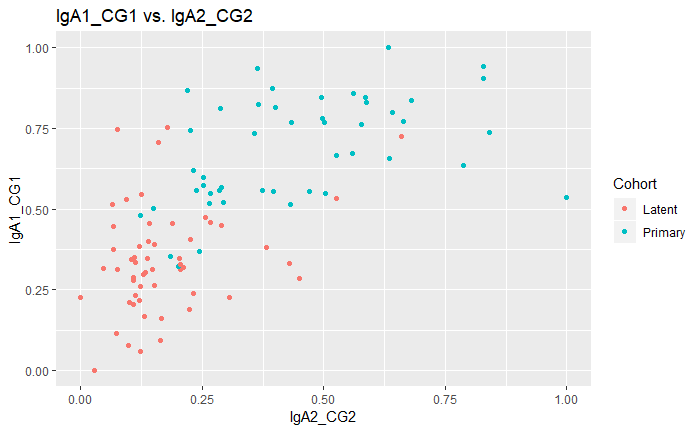 IgA1_CG1 vs. IgA2_CG2
1.00
0.75
0.50
0.25
0.00
IgA1_CG1
0.00 0.25 0.50 0.75 1.00
IgA2_CG2
Cohort
Latent
Primary